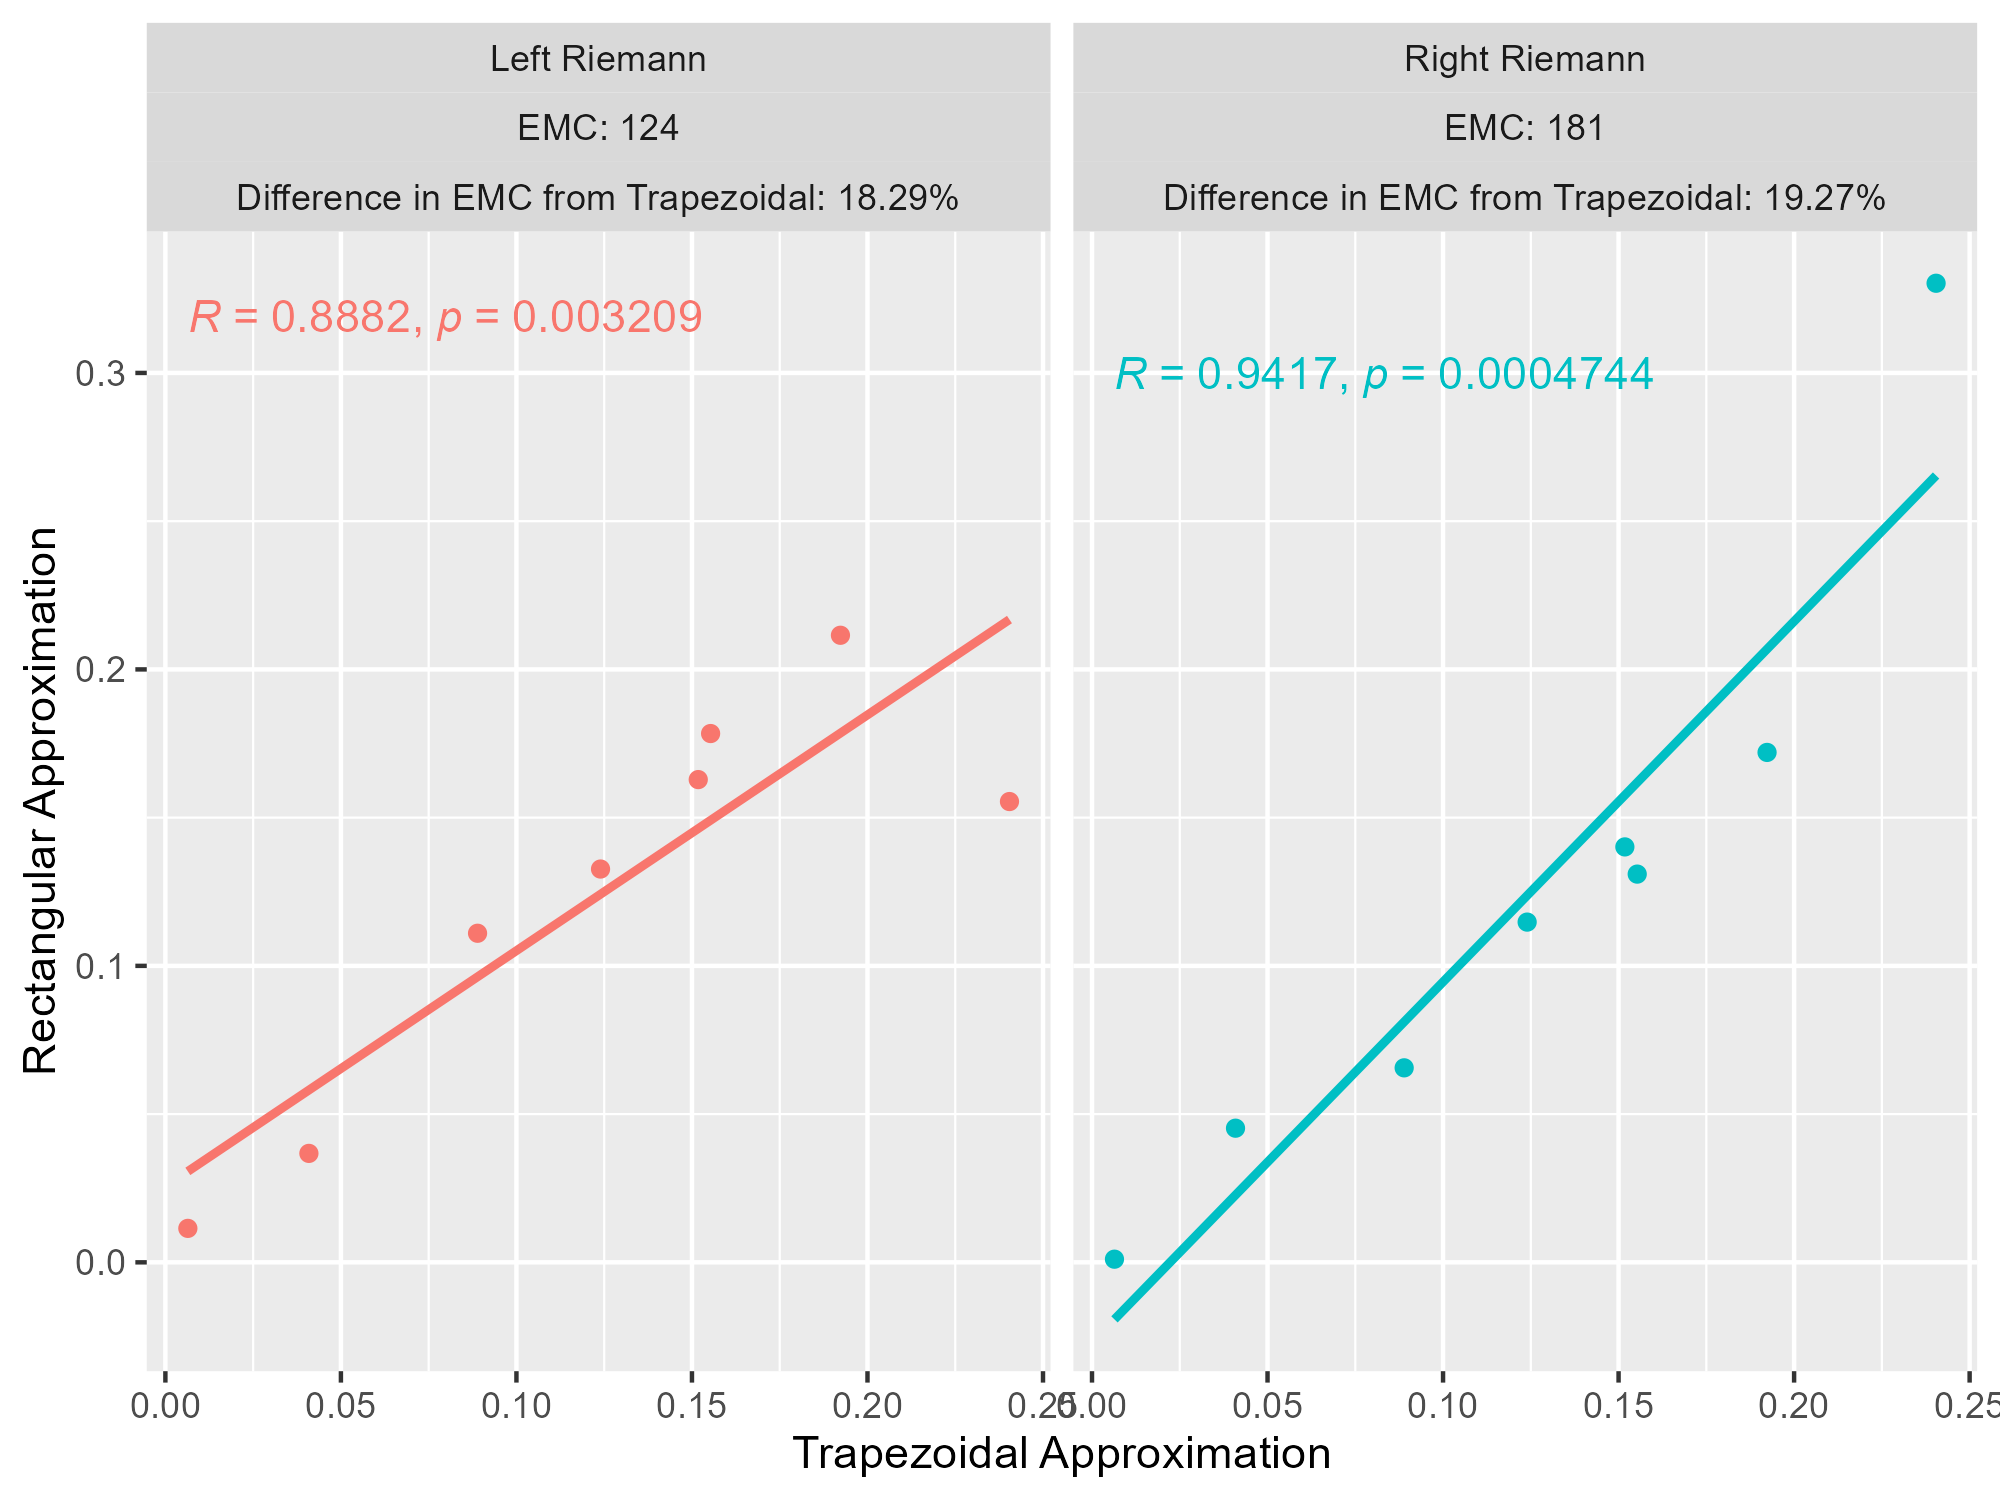 Left Riemann
EMC: 124
Difference in EMC from Trapezoidal: 18.29%
Right Riemann
EMC: 181
Difference in EMC from Trapezoidal: 19.27%
R = 0.8882, p = 0.003209
R = 0.9417, p = 0.0004744
Rectangular Approximation
0.3
0.2
0.1
0.0
0.00 0.05 0.10 0.15 0.20 0.25
0.00 0.05 0.10 0.15 0.20 0.25
Trapezoidal Approximation